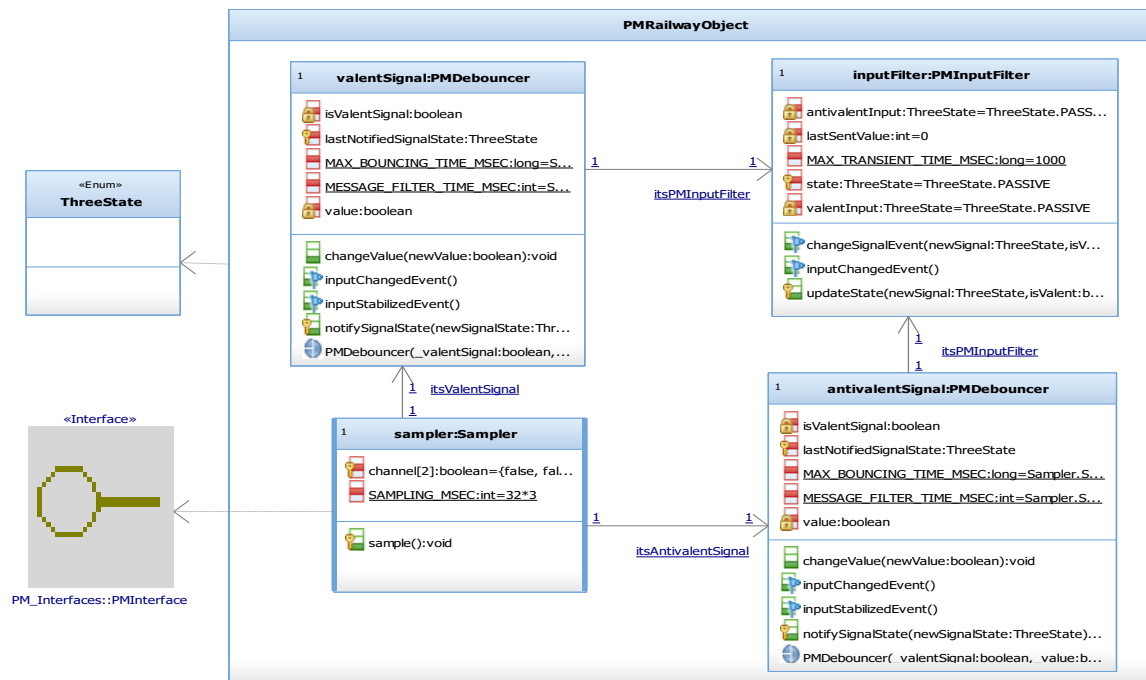 PMRailwayObject
1
valentSignal:PMDebouncer
isValentSignal:boolean
lastNotifiedSignalState:ThreeState
MAX_BOUNCING_TIME_MSEC:long=S...
MESSAGE_FILTER_TIME_MSEC:int=S...
value:boolean
changeValue(newValue:boolean):void
inputChangedEvent()
inputStabilizedEvent()
notifySignalState(newSignalState:Thr...
PMDebouncer(_valentSignal:boolean,...
1
1
itsPMInputFilter
1
inputFilter:PMInputFilter
antivalentInput:ThreeState=ThreeState.PASS...
lastSentValue:int=0
MAX_TRANSIENT_TIME_MSEC:long=1000
state:ThreeState=ThreeState.PASSIVE
valentInput:ThreeState=ThreeState.PASSIVE
changeSignalEvent(newSignal:ThreeState,isV...
inputChangedEvent()
updateState(newSignal:ThreeState,isValent:b...
«Enum»
ThreeState
1
itsPMInputFilter
1
1
itsValentSignal
1
«Interface»
PM_Interfaces::PMInterface
1
sampler:Sampler
channel[2]:boolean={false, fal...
SAMPLING_MSEC:int=32*3
sample():void
1
1
itsAntivalentSignal
1
antivalentSignal:PMDebouncer
isValentSignal:boolean
lastNotifiedSignalState:ThreeState
MAX_BOUNCING_TIME_MSEC:long=Sampler.S...
MESSAGE_FILTER_TIME_MSEC:int=Sampler.S...
value:boolean
changeValue(newValue:boolean):void
inputChangedEvent()
inputStabilizedEvent()
notifySignalState(newSignalState:ThreeState)...
PMDebouncer(_valentSignal:boolean,_value:b...